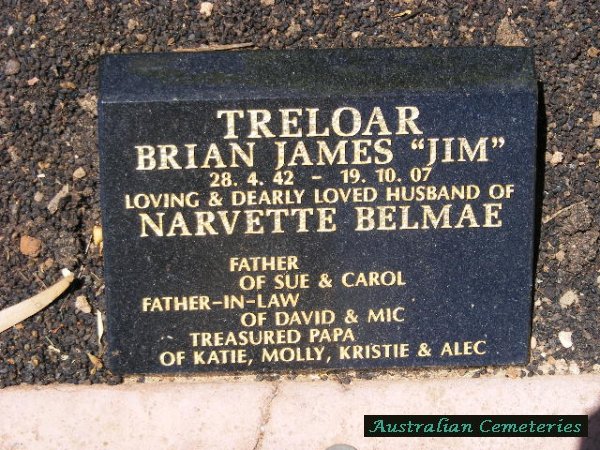 TRELOAR
BRIAN JAMES "JIM"
28. 4. 42 - 19. 10. 07
LOVING & DEARLY LOVED HUSBAND OF
NARVETTE BELMAE
FATHER
OF SUE & CAROL
FATHER-IN-LAW
OF DAVID & MIC
TREASURED PAPA
OF KATIE, MOLLY, KRISTIE & ALEC
Australian Cemeteries